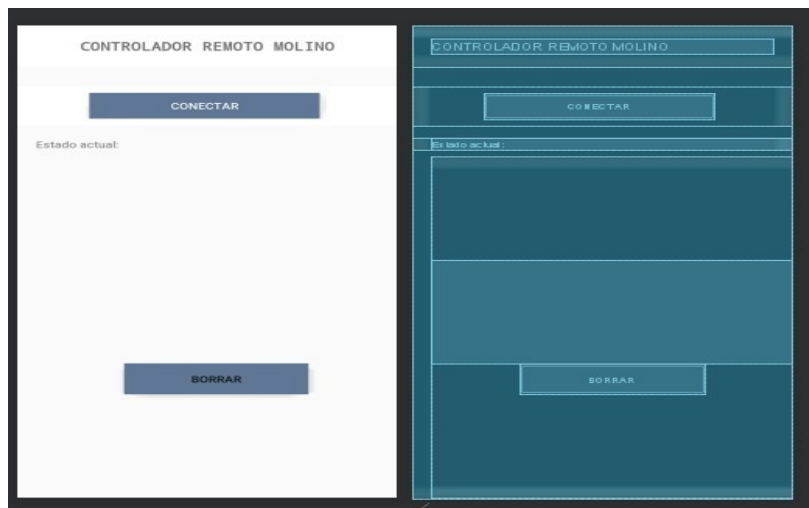 CONTROLADOR REMOTO MOLINO
CONECTAR
Estado actual:
BORRAR
CONTROLADOR REMOTO MOLINO
CONECTAR
Estado actual:
BORRAR